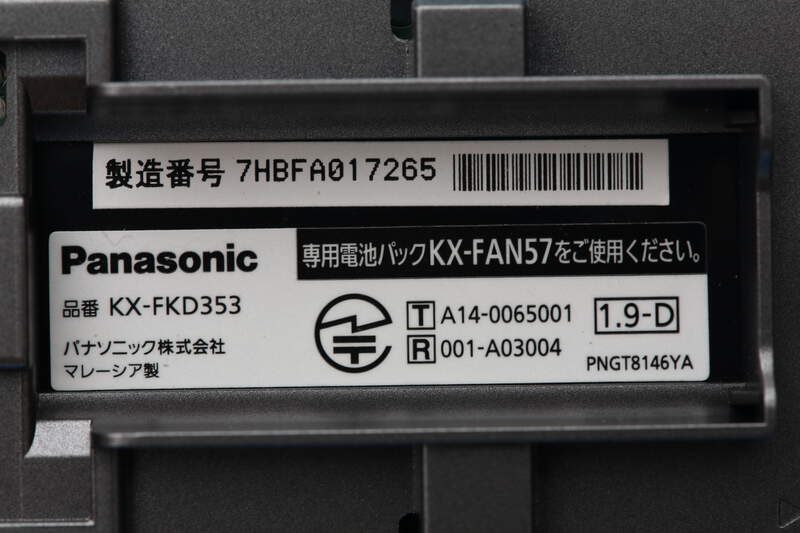 製造番号 7HBFA017265
Panasonic
専用電池パックKX-FAN57をご使用ください。
品番 KX-FKD353
パナソニック株式会社
マレーシア製
T A14-0065001
R 001-A03004
1.9-D
PNGT8146YA